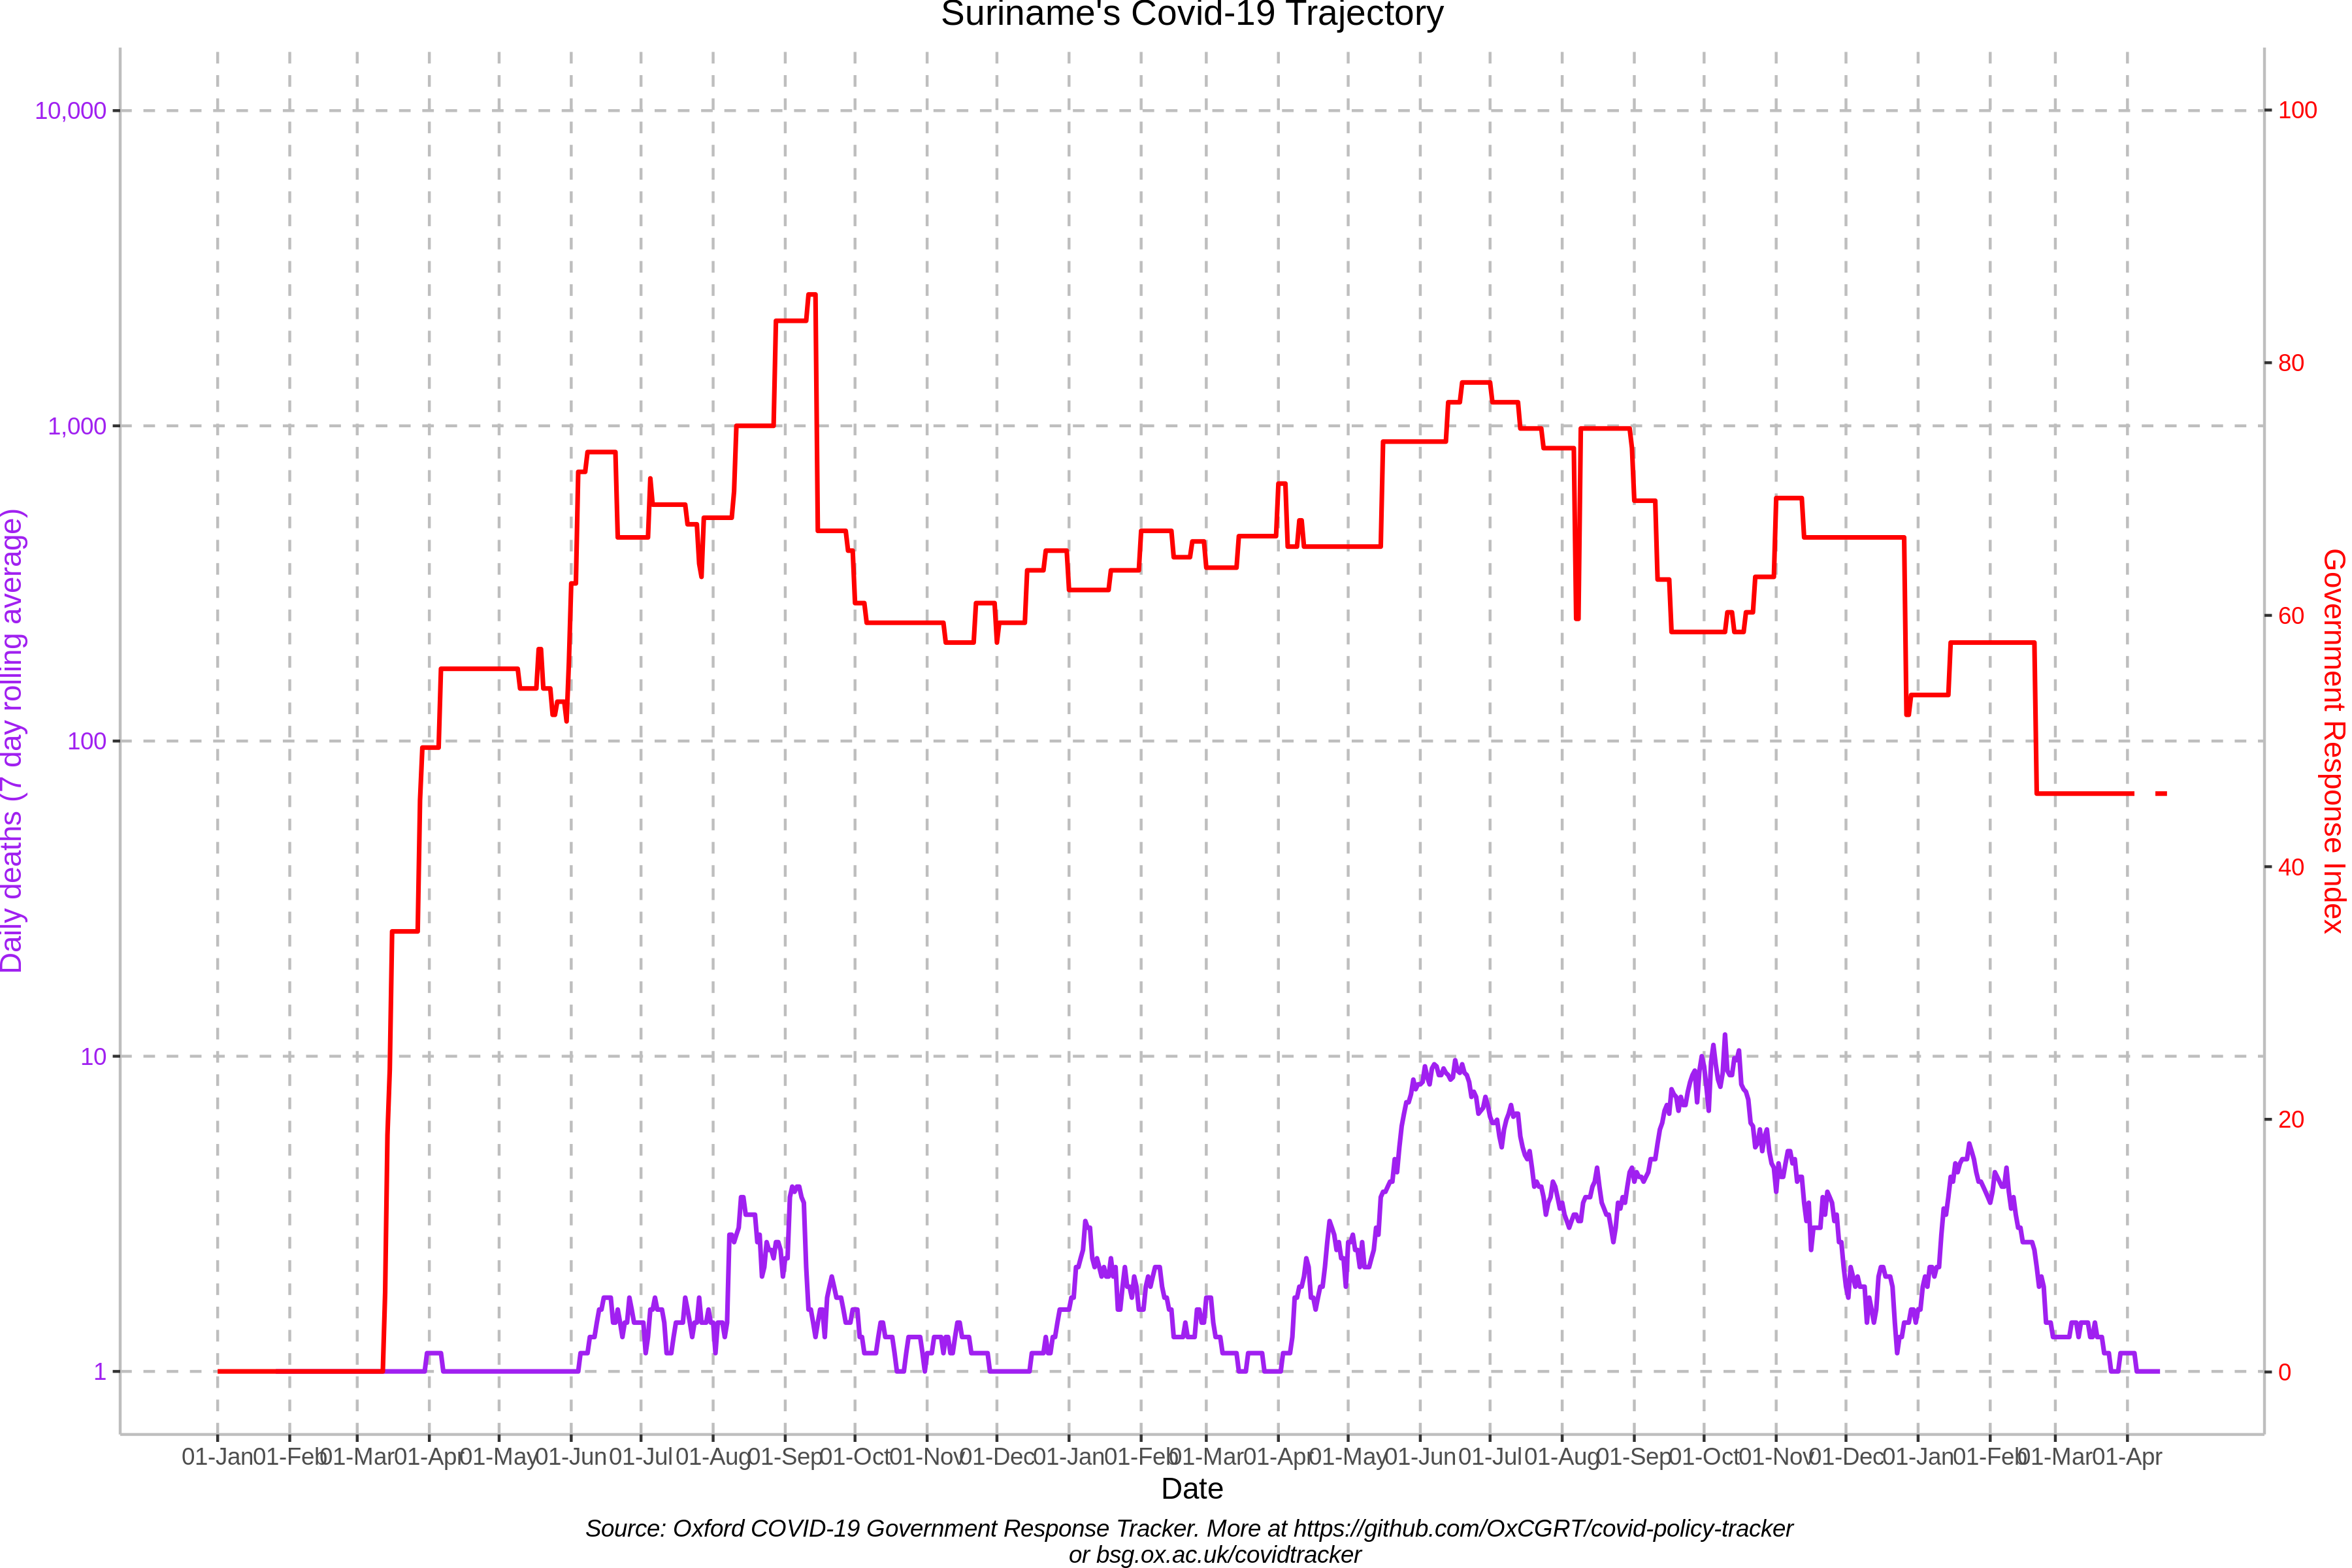 Suriname's Covid-19 Trajectory
10,000
1,000
100
10
1
Daily deaths (7 day rolling average)
100
80
60
40
20
0
Government Response Index
01-Jan 01-Feb 01-Mar 01-Apr 01-May 01-Jun 01-Jul 01-Aug 01-Sep 01-Oct 01-Nov 01-Dec 01-Jan 01-Feb 01-Mar 01-Apr 01-May 01-Jun 01-Jul 01-Aug 01-Sep 01-Oct 01-Nov 01-Dec 01-Jan 01-Feb 01-Mar 01-Apr
Date
Source: Oxford COVID-19 Government Response Tracker. More at https://github.com/OxCGRT/covid-policy-tracker
or bsg.ox.ac.uk/covidtracker